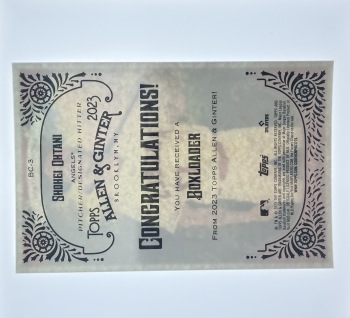 BC-3
SHOHEI OHTANI
ANGELS®
PITCHER/DESIGNATED HITTER
TOPPS 2023
ALLEN & GINTER
BROOKLYN, NY
CONGRATULATIONS!
YOU HAVE RECEIVED A
BOXLOADER
FROM 2023 TOPPS ALLEN & GINTER!
Topps